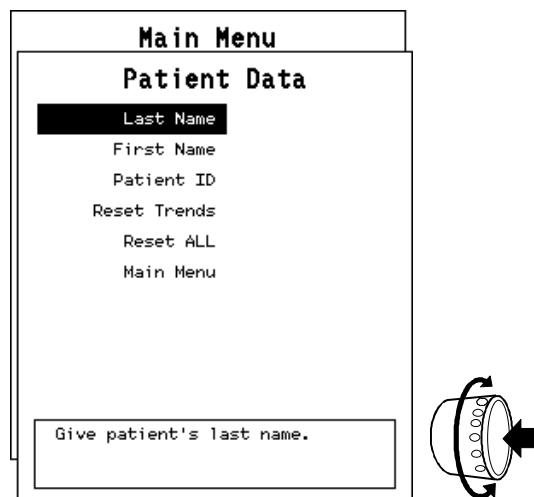 Main Menu
Patient Data
Last Name
First Name
Patient ID
Reset Trends
Reset ALL
Main Menu
Give patient's last name.